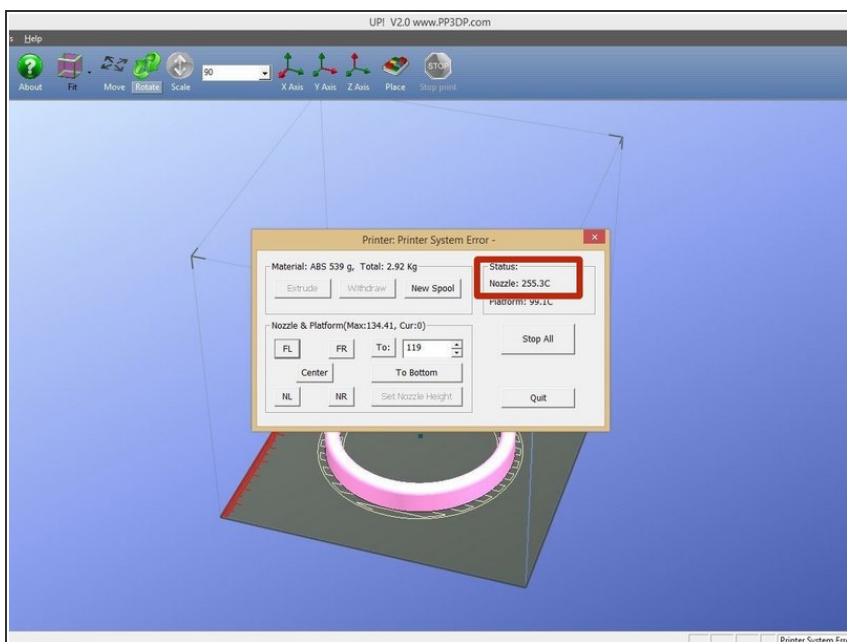 UP! V2.0 www.PP3DP.com
s Help
90
STOP
About Fit Move Rotate Scale X Axis Y Axis Z Axis Place Stop print
Printer: Printer System Error -
Material: ABS 539 g, Total: 2.92 Kg
Extrude Withdraw New Spool
Status:
Nozzle: 255.3C
Platform: 99.1C
Nozzle & Platform(Max:134.41, Cur:0)
FL FR To: 119
Center To Bottom
NL NR Set Nozzle Height
Stop All
Quit
Printer System Erro